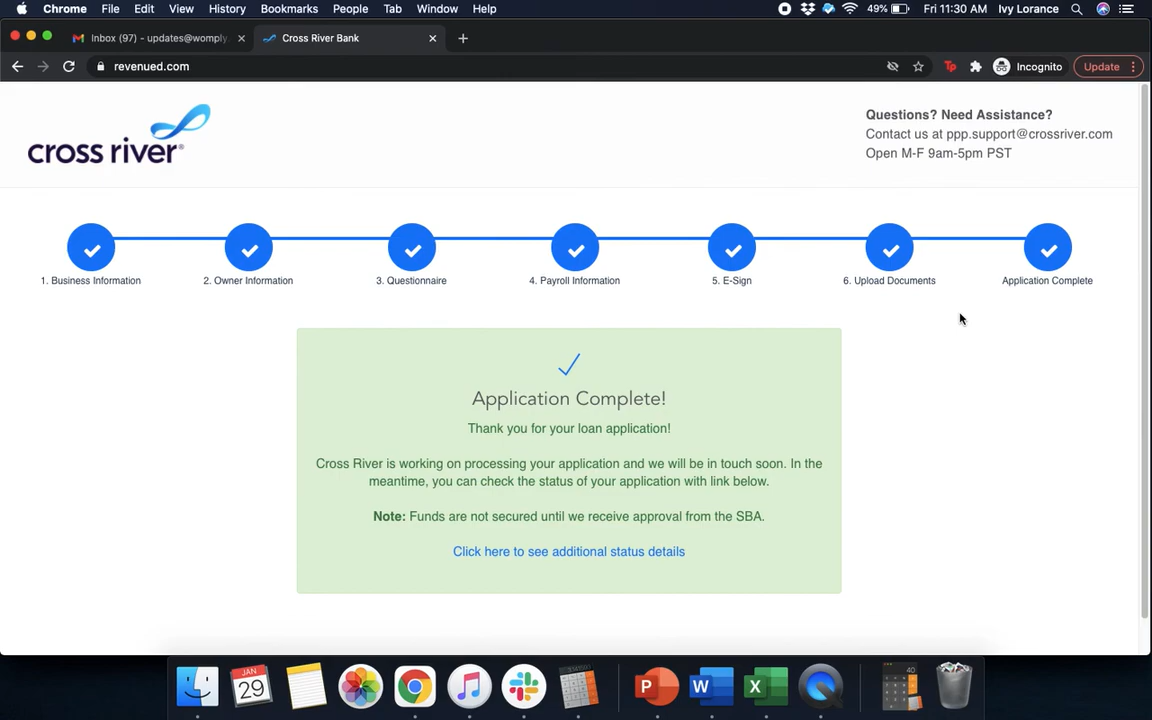 Chrome File Edit View History Bookmarks People Tab Window Help 49% Fri 11:30 AM Ivy Lorance
Inbox (97) - updates@womply. Cross River Bank
revenued.com Incognito Update
cross river
Questions? Need Assistance?
Contact us at ppp.support@crossriver.com
Open M-F 9am-5pm PST
1. Business Information 2. Owner Information 3. Questionnaire 4. Payroll Information 5. E-Sign 6. Upload Documents Application Complete
Application Complete!
Thank you for your loan application!
Cross River is working on processing your application and we will be in touch soon. In the
meantime, you can check the status of your application with link below.
Note: Funds are not secured until we receive approval from the SBA.
Click here to see additional status details
JAN
29
P W X
40